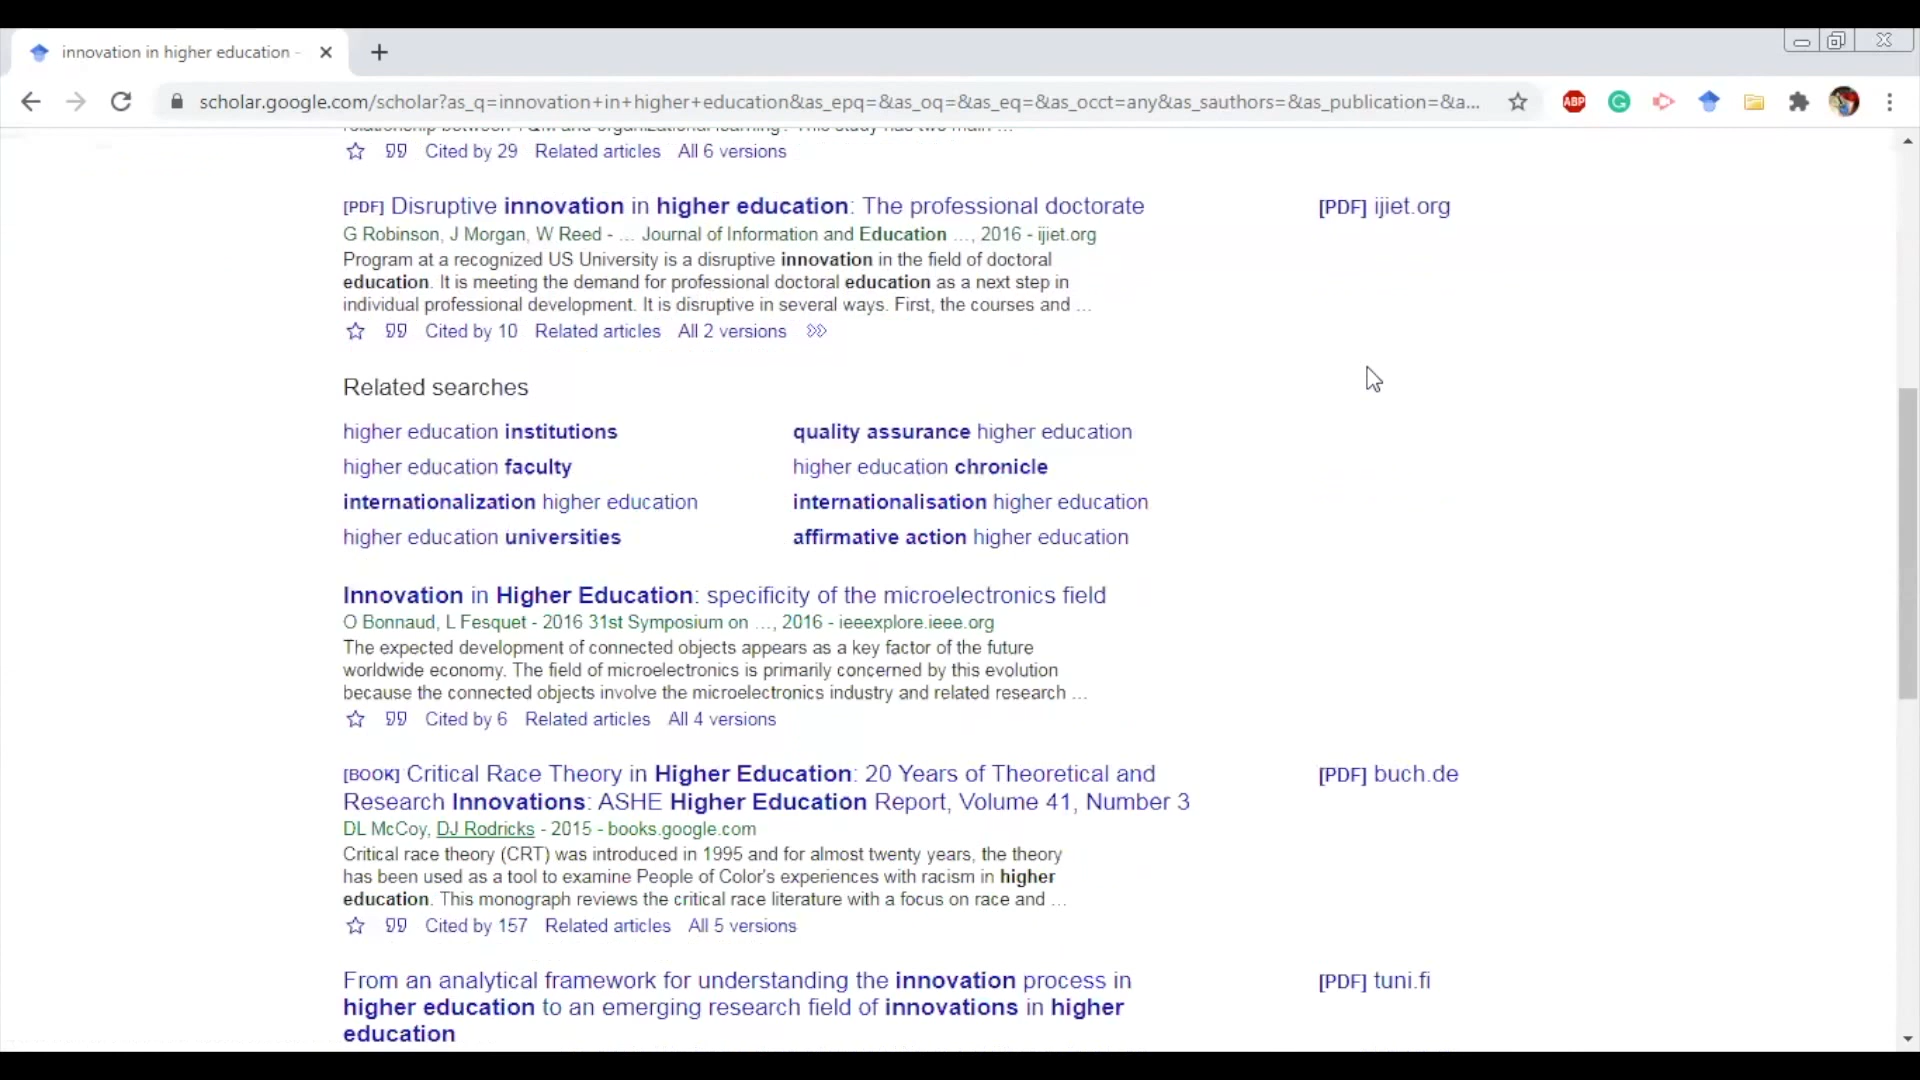 innovation in higher education -
scholar.google.com/scholar?as_q=innovation+in+higher+education&as_epq=&as_oq=&as_eq=&as_occt=any&as_sauthors=&as_publication=&a...
ABP
relationship between TQM and organizational learning? This study has two main ...
Cited by 29 Related articles All 6 versions
[PDF] Disruptive innovation in higher education: The professional doctorate
[PDF] ijiet.org
G Robinson, J Morgan, W Reed - … Journal of Information and Education …, 2016 - ijiet.org
Program at a recognized US University is a disruptive innovation in the field of doctoral
education. It is meeting the demand for professional doctoral education as a next step in
individual professional development. It is disruptive in several ways. First, the courses and …
Cited by 10 Related articles All 2 versions
Related searches
higher education institutions
quality assurance higher education
higher education faculty
higher education chronicle
internationalization higher education
internationalisation higher education
higher education universities
affirmative action higher education
Innovation in Higher Education: specificity of the microelectronics field
O Bonnaud, L Fesquet - 2016 31st Symposium on …, 2016 - ieeexplore.ieee.org
The expected development of connected objects appears as a key factor of the future
worldwide economy. The field of microelectronics is primarily concerned by this evolution
because the connected objects involve the microelectronics industry and related research …
Cited by 6 Related articles All 4 versions
[BOOK] Critical Race Theory in Higher Education: 20 Years of Theoretical and
Research Innovations: ASHE Higher Education Report, Volume 41, Number 3
[PDF] buch.de
DL McCoy, DJ Rodricks - 2015 - books.google.com
Critical race theory (CRT) was introduced in 1995 and for almost twenty years, the theory
has been used as a tool to examine People of Color's experiences with racism in higher
education. This monograph reviews the critical race literature with a focus on race and …
Cited by 157 Related articles All 5 versions
From an analytical framework for understanding the innovation process in
higher education to an emerging research field of innovations in higher
education
[PDF] tuni.fi